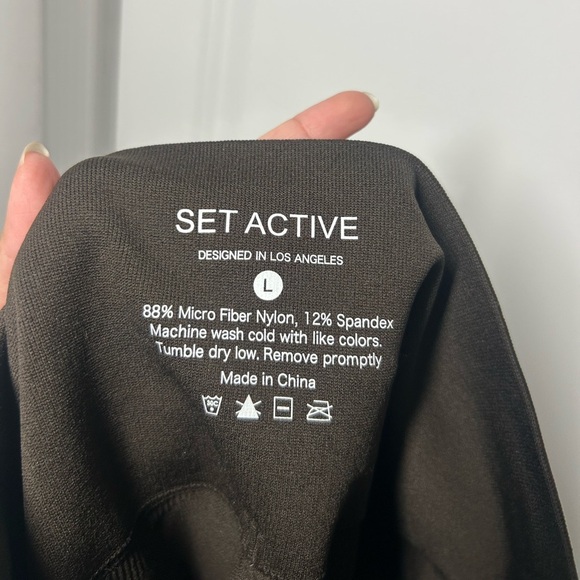 SET ACTIVE
DESIGNED IN LOS ANGELES
L
88% Micro Fiber Nylon, 12% Spandex
Machine wash cold with like colors.
Tumble dry low. Remove promptly
Made in China
30C